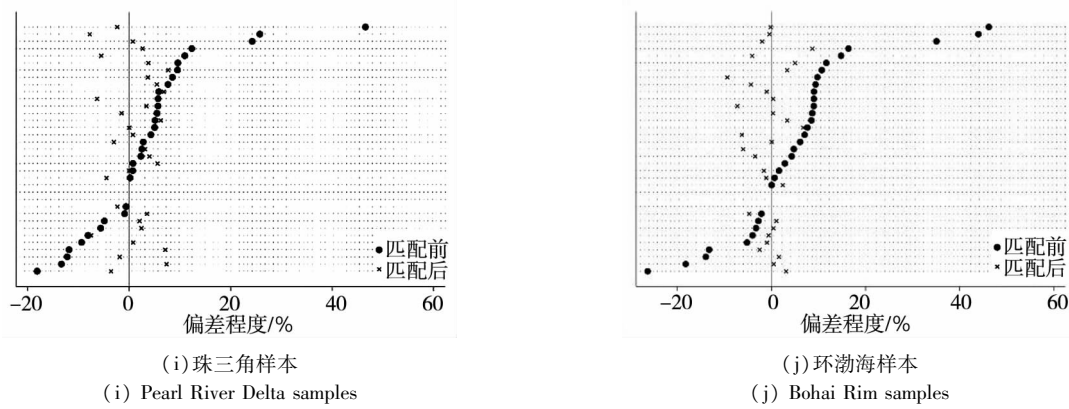 ●匹配前
×匹配后
-20 0 20 40 60
偏差程度/%
(i)珠三角样本
(i) Pearl River Delta samples
●匹配前
×匹配后
-20 0 20 40 60
偏差程度/%
(j)环渤海样本
(j) Bohai Rim samples